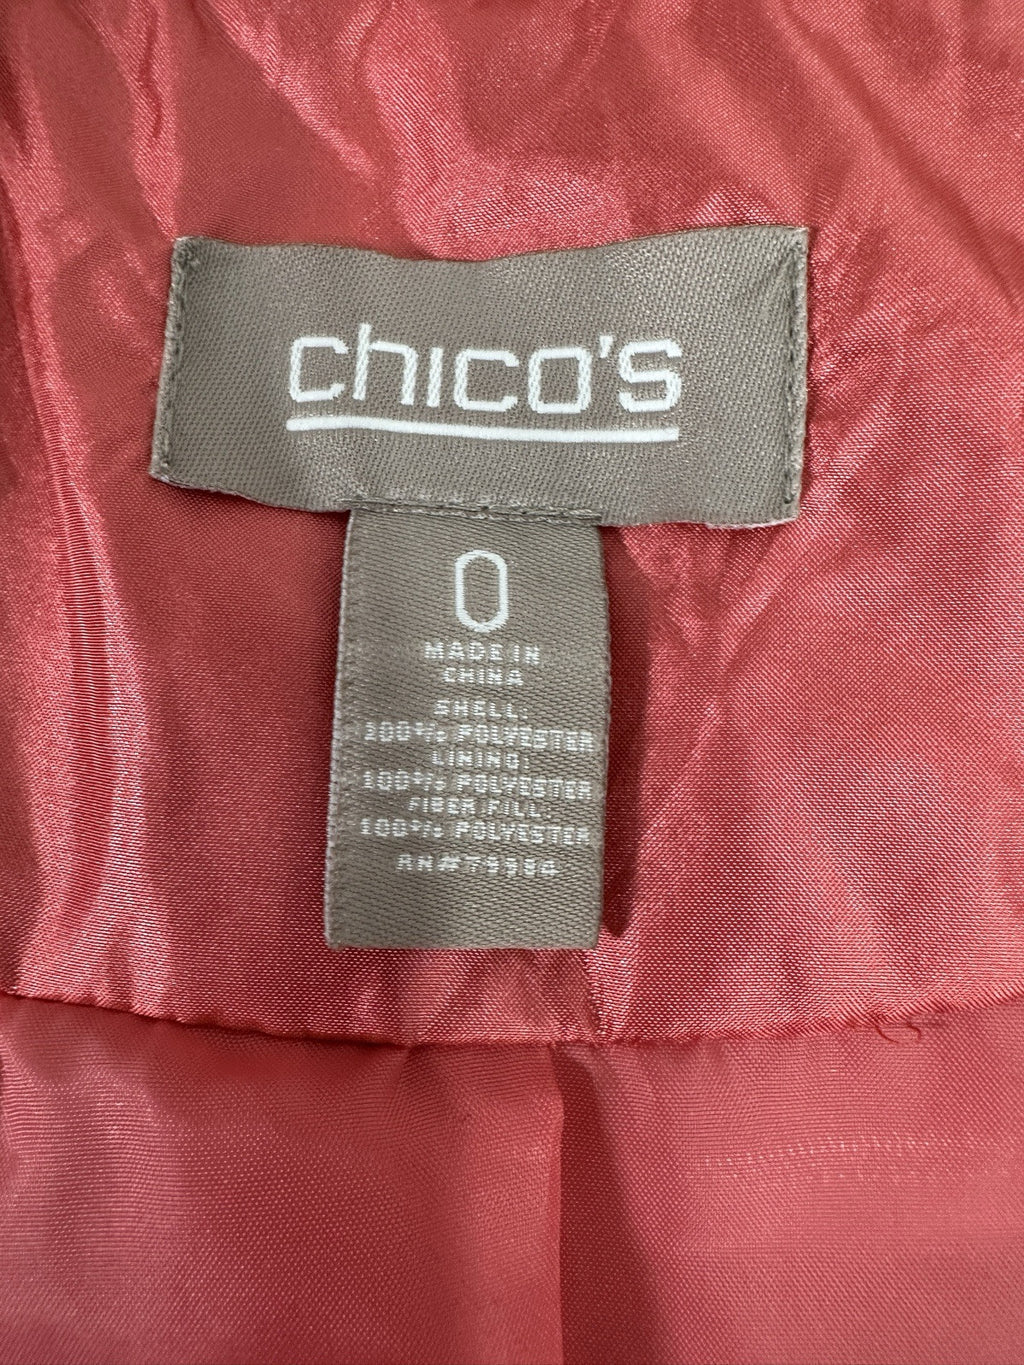 chico's
0
MADE IN
CHINA
SHELL:
100% POLYESTER
LINING:
100% POLYESTER
FIBER FILL:
100% POLYESTER